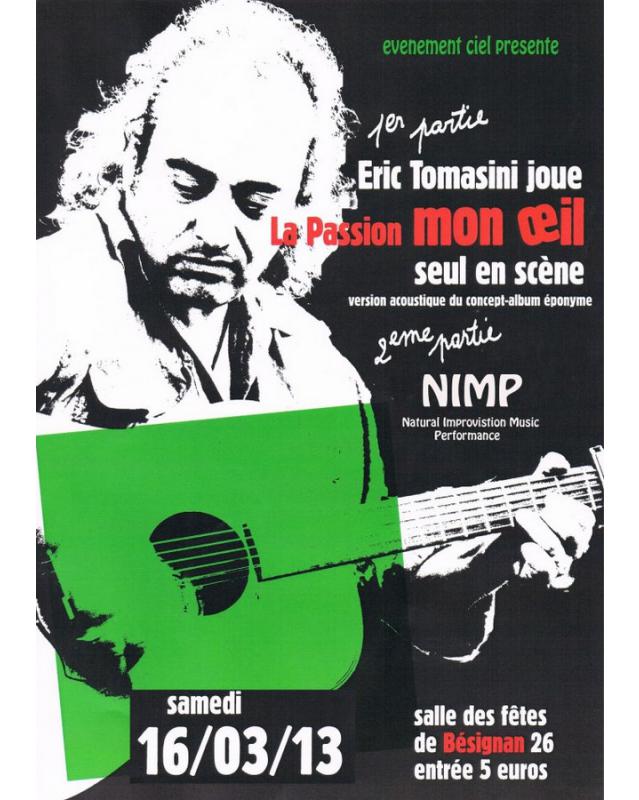 evenement ciel presente
1er partie
Eric Tomasini joue
La Passion mon œil
seul en scène
version acoustique du concept-album éponyme
2eme partie
NIMP
Natural Improvistion Music
Performance
samedi
16/03/13
salle des fêtes
de Bésignan 26
entrée 5 euros